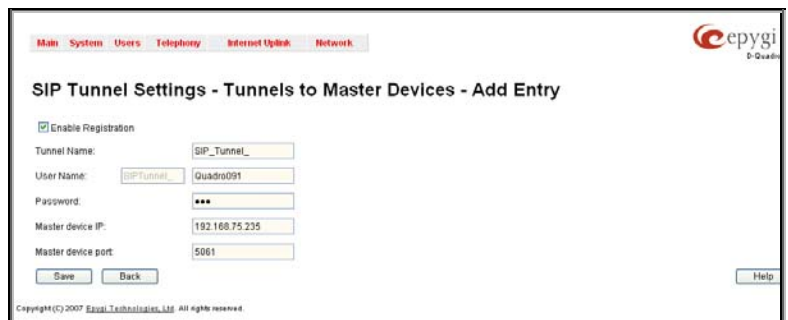 Main System Users Telephony Internet Uplink Network
epygi
D-Quadro
SIP Tunnel Settings - Tunnels to Master Devices - Add Entry
Enable Registration
Tunnel Name: SIP_Tunnel_
User Name: SIPTunnel_ Quadro091
Password: •••
Master device IP: 192.168.75.235
Master device port: 5061
Save Back Help
Copyright (C) 2007 Epygi Technologies, Ltd. All rights reserved.